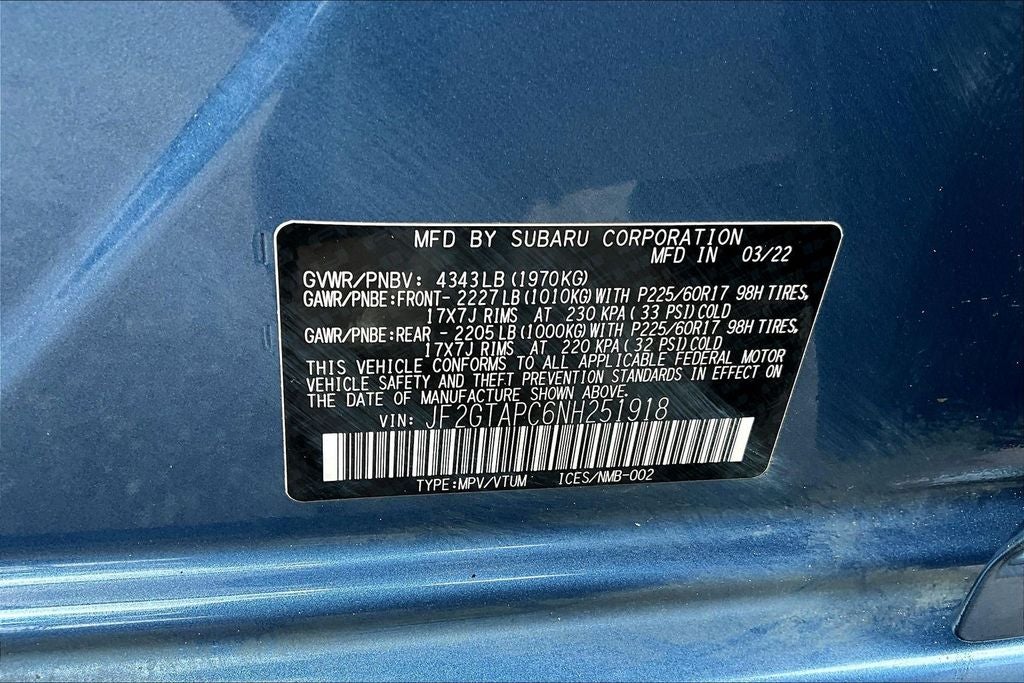 MFD BY SUBARU CORPORATION
MFD IN 03/22
GVWR/PNBV: 4343LB (1970KG)
GAWR/PNBE:FRONT- 2227LB (1010KG) WITH P225/60R17 98H TIRES,
17X7J RIMS AT 230 KPA (33 PSI) COLD
GAWR/PNBE:REAR - 2205LB (1000KG) WITH P225/60R17 98H TIRES,
17X7J RIMS AT 220 KPA (32 PSI) COLD
THIS VEHICLE CONFORMS TO ALL APPLICABLE FEDERAL MOTOR
VEHICLE SAFETY AND THEFT PREVENTION STANDARDS IN EFFECT ON
THE DATE OF MANUFACTURE SHOWN ABOVE.
VIN: JF2GTAPC6NH251918
TYPE:MPV/VTUM ICES/NMB-002